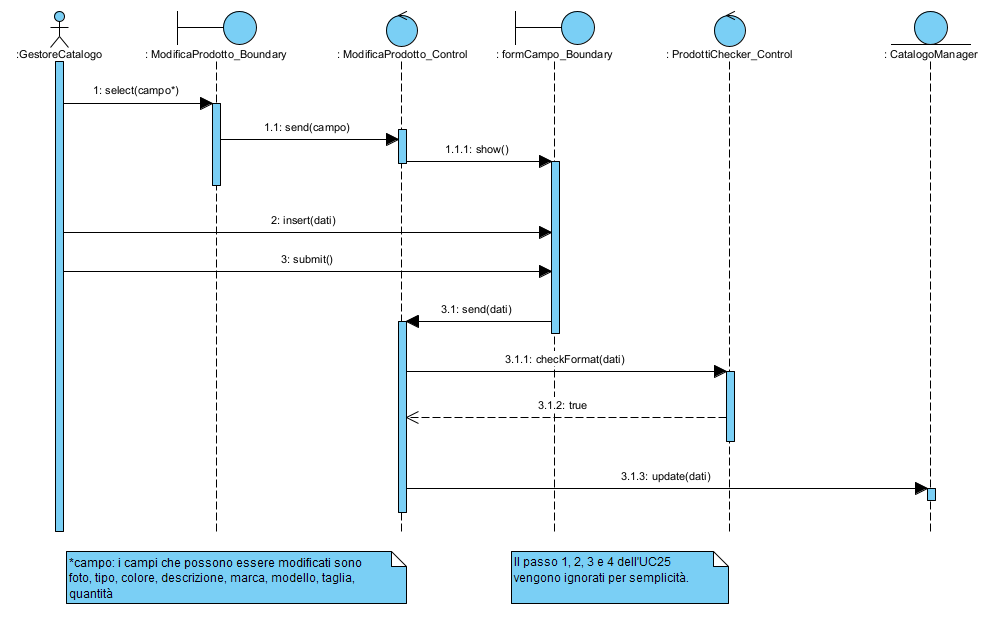 :GestoreCatalogo
: ModificaProdotto_Boundary
: ModificaProdotto_Control
: formCampo_Boundary
: ProdottiChecker_Control
: CatalogoManager
1: select(campo*)
1.1: send(campo)
1.1.1: show()
2: insert(dati)
3: submit()
3.1: send(dati)
3.1.1: checkFormat(dati)
3.1.2: true
3.1.3: update(dati)
*campo: i campi che possono essere modificati sono
foto, tipo, colore, descrizione, marca, modello, taglia,
quantità
Il passo 1, 2, 3 e 4 dell'UC25
vengono ignorati per semplicità.